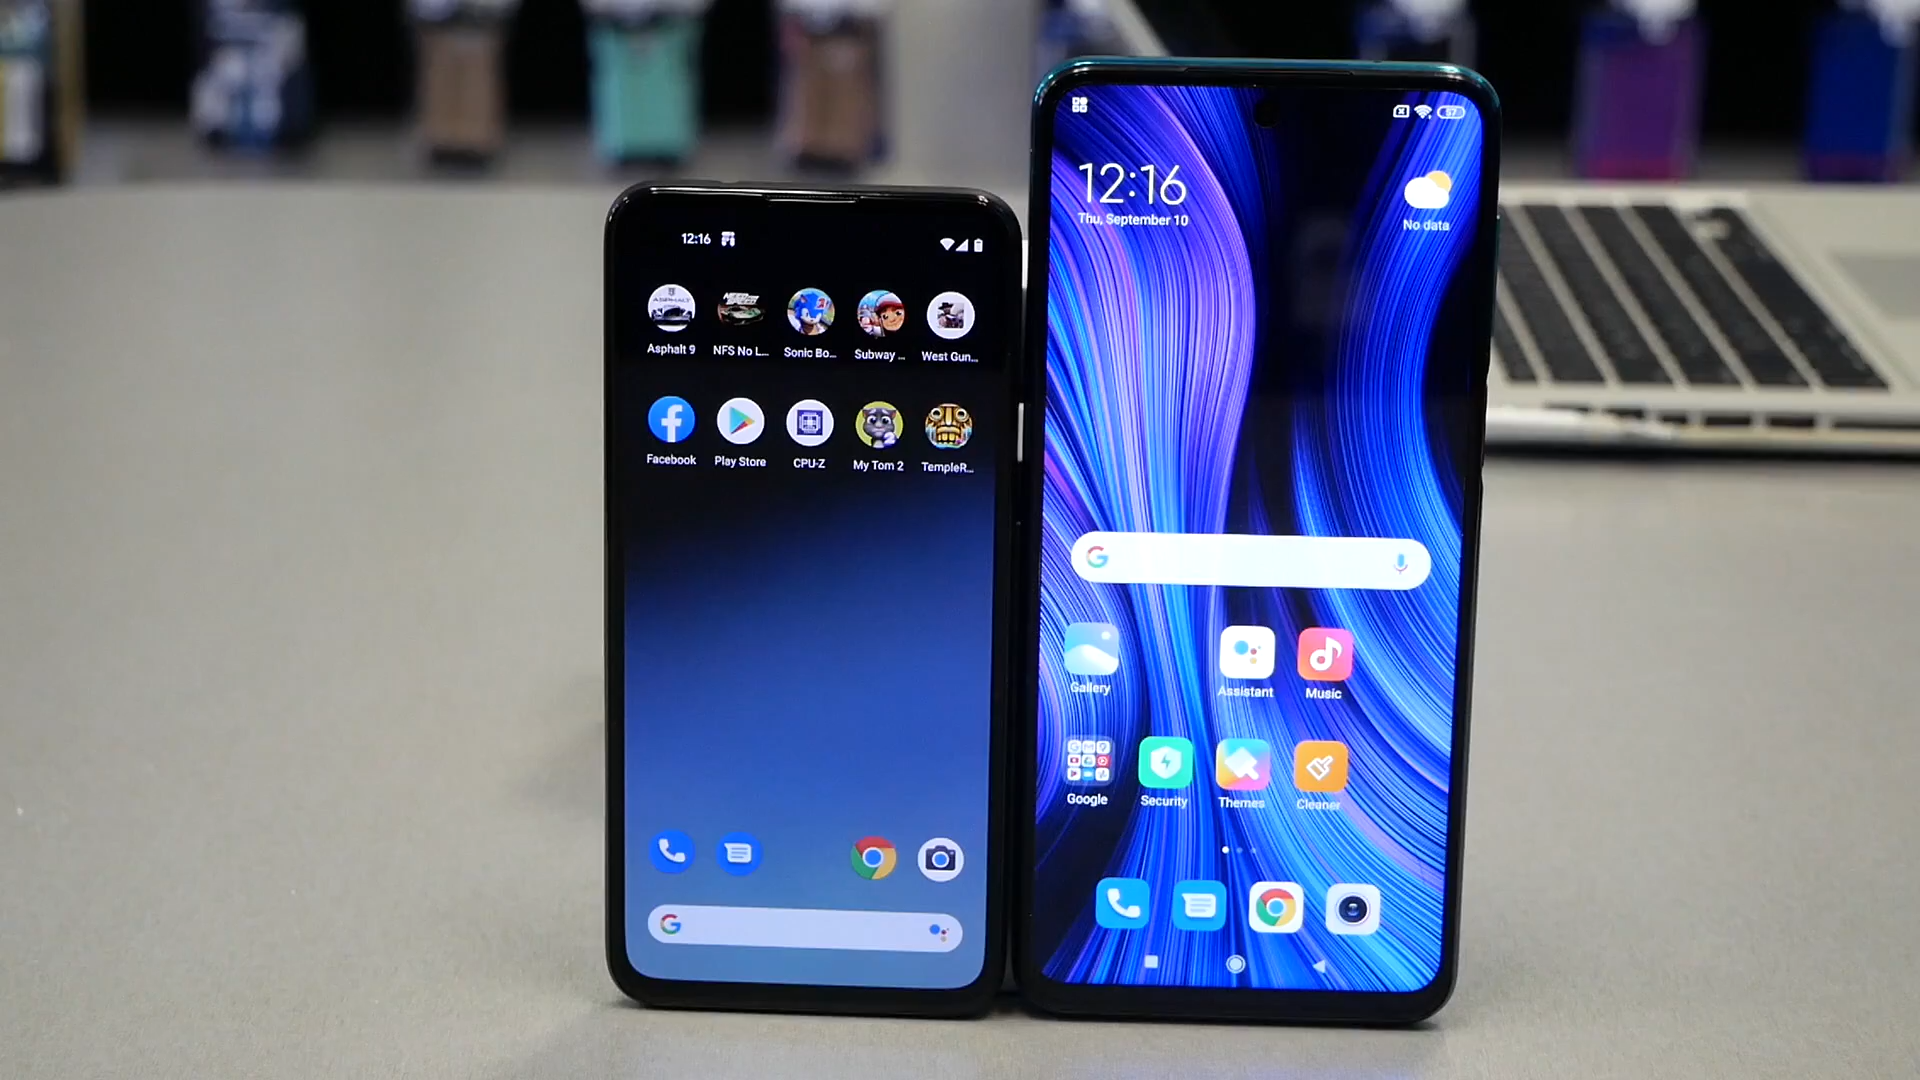 12:16
Asphalt 9
NFS No L...
Sonic Bo...
Subway ...
West Gun...
Facebook
Play Store
CPU-Z
My Tom 2
TempleR...
G
57
12:16
Thu, September 10
No data
G
Gallery
Assistant
Music
Google
Security
Themes
Cleaner